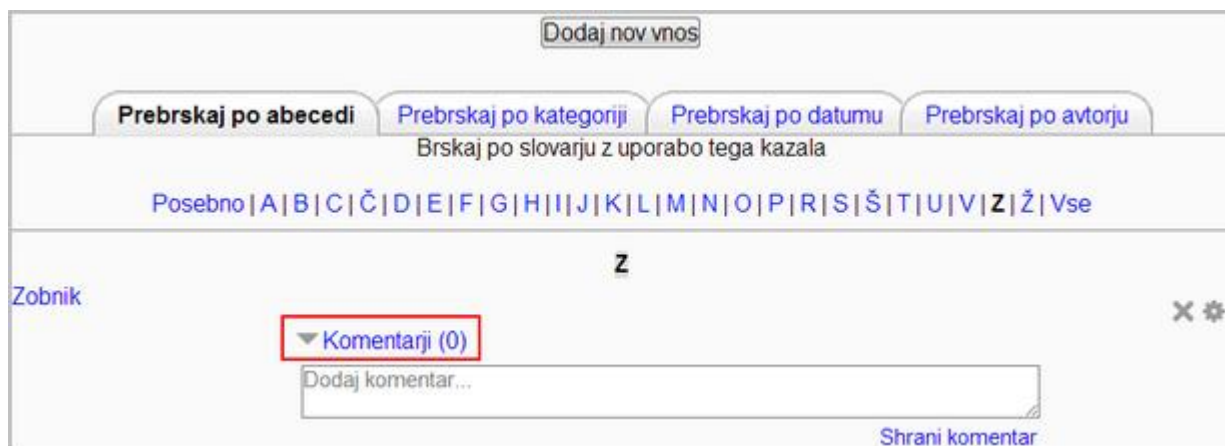 Dodaj nov vnos
Prebrskaj po abecedi Prebrskaj po kategoriji Prebrskaj po datumu Prebrskaj po avtorju
Brskaj po slovarju z uporabo tega kazala
Posebno | A | B | C | Č | D | E | F | G | H | I | J | K | L | M | N | O | P | R | S | Š | T | U | V | Z | Ž | Vse
Z
Zobnik
Komentarji (0)
Dodaj komentar...
Shrani komentar